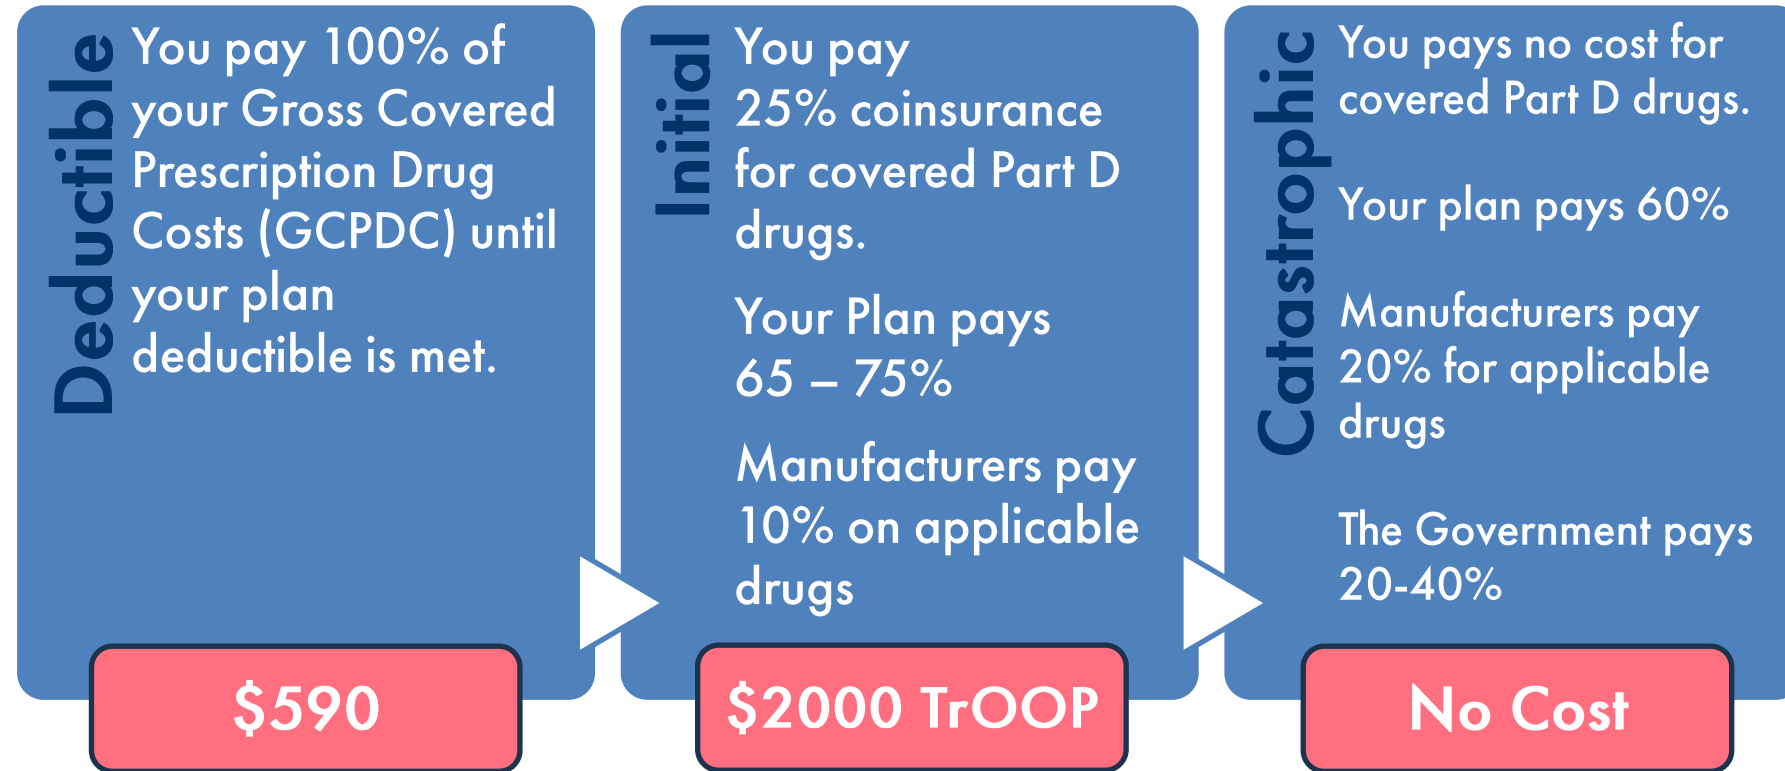 Deductible
You pay 100% of
your Gross Covered
Prescription Drug
Costs (GCPDC) until
your plan
deductible is met.
$590
Initial
You pay
25% coinsurance
for covered Part D
drugs.
Your Plan pays
65 – 75%
Manufacturers pay
10% on applicable
drugs
$2000 TrOOP
Catastrophic
You pays no cost for
covered Part D drugs.
Your plan pays 60%
Manufacturers pay
20% for applicable
drugs
The Government pays
20-40%
No Cost